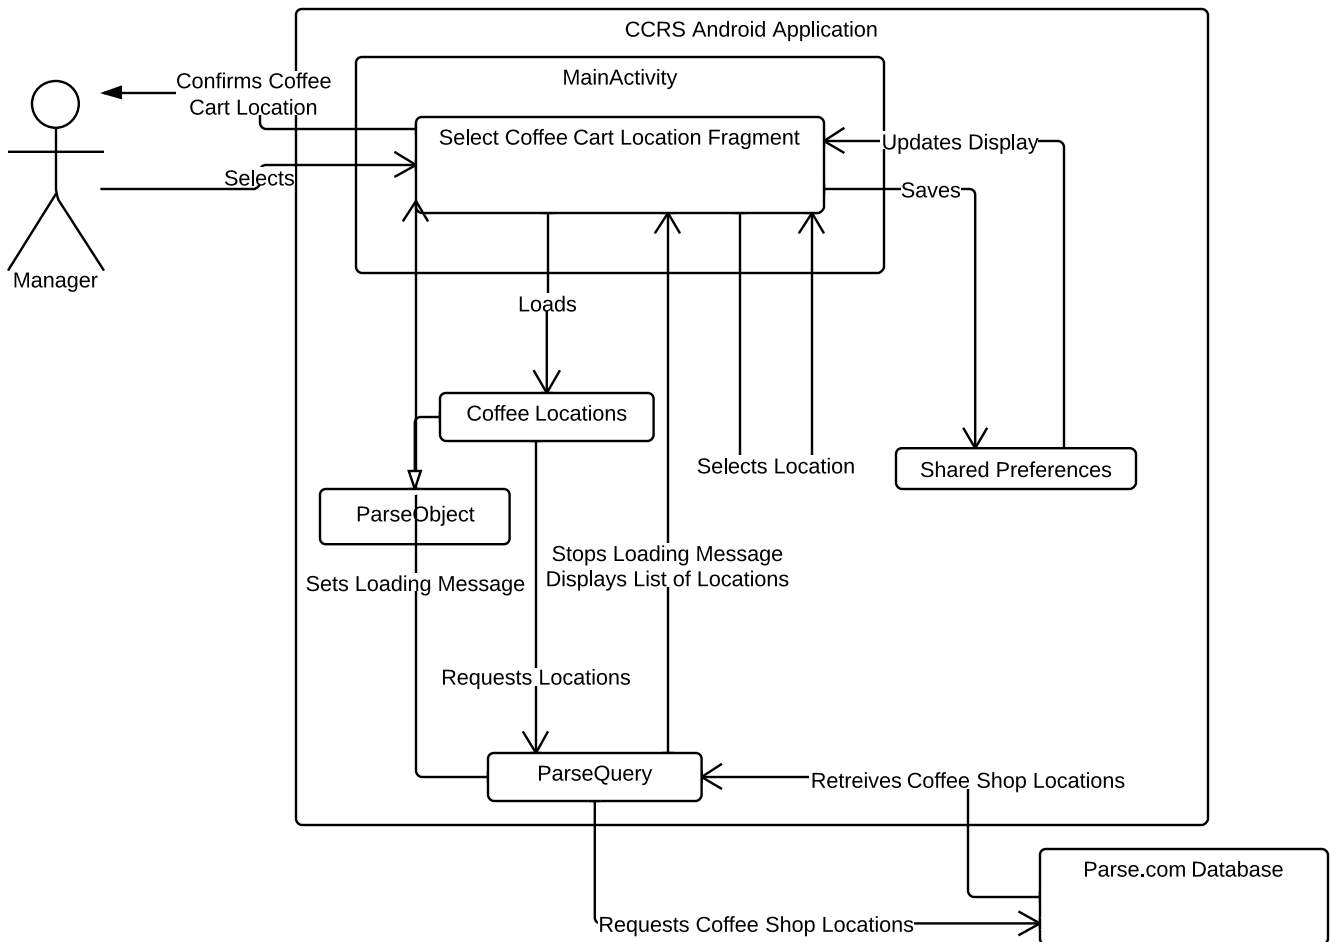 CCRS Android Application
MainActivity
Confirms Coffee
Cart Location
Select Coffee Cart Location Fragment
Updates Display
Selects
Saves
Manager
Loads
Coffee Locations
Selects Location
Shared Preferences
ParseObject
Stops Loading Message
Displays List of Locations
Sets Loading Message
Requests Locations
ParseQuery
Retreives Coffee Shop Locations
Parse.com Database
Requests Coffee Shop Locations